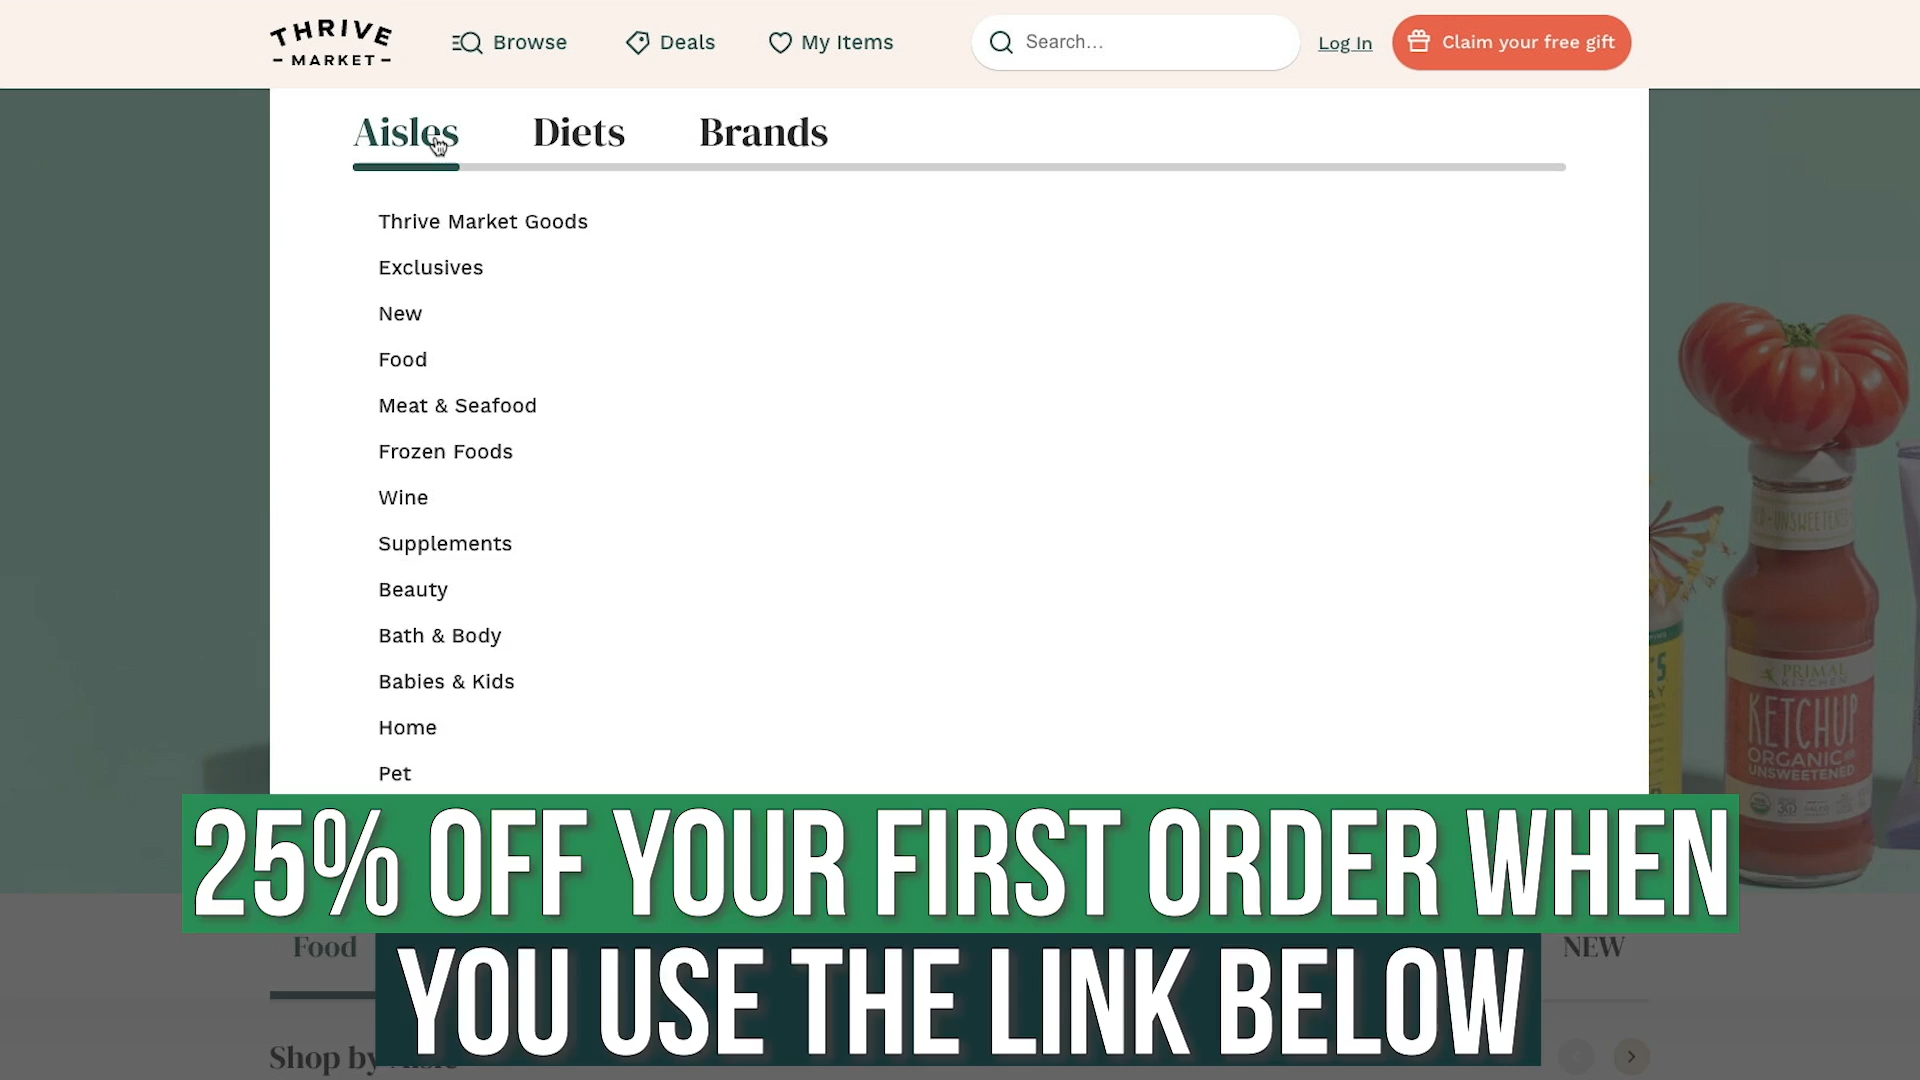 THRIVE
MARKET
Browse
Deals
My Items
Search...
Log In
Claim your free gift
Aisles
Diets
Brands
Thrive Market Goods
Exclusives
New
Food
Meat & Seafood
Frozen Foods
Wine
Supplements
Beauty
Bath & Body
Babies & Kids
Home
Pet
PRIMAL
KITCHEN
KETCHUP
ORGANIC
UNSWEETENED
25% OFF YOUR FIRST ORDER WHEN
YOU USE THE LINK BELOW
Food
NEW
Shop by